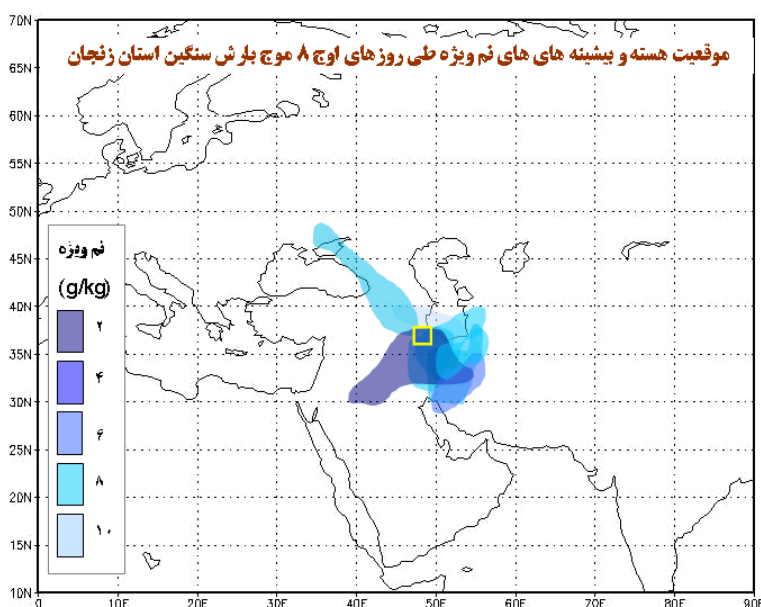 موقعیت هسته و بیشینه های های نم ویژه طی روزهای اوج ۸ موج بارش سنگین استان زنجان
70N
65N
60N
55N
50N
45N
40N
35N
30N
25N
20N
15N
10N
نم ویژه
(g/kg)
۲
۴
۶
۸
۱۰
0 10E 20E 30E 40E 50E 60E 70E 80E 90E